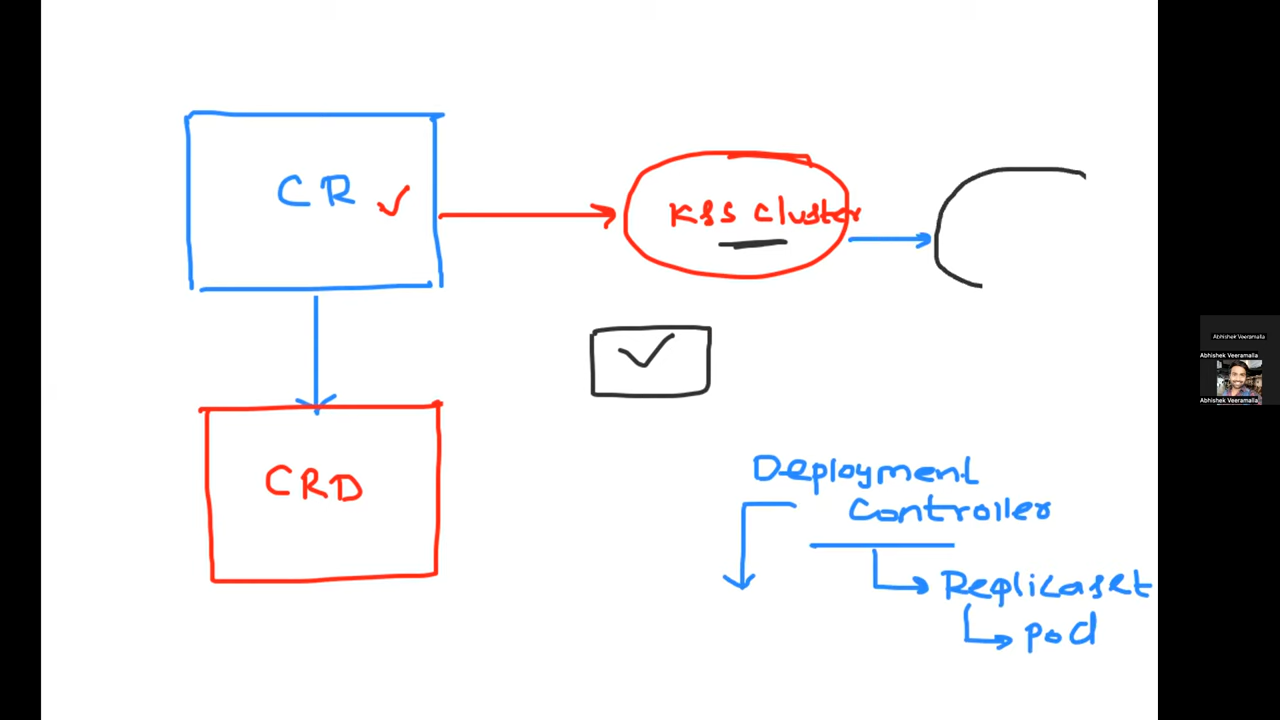 CR
K8S Cluster
CRD
Deployment
Controller
Replicaset
pod
Abhishek Veeramalla
Abhishek Veeramalla
Abhishek Veeramalla